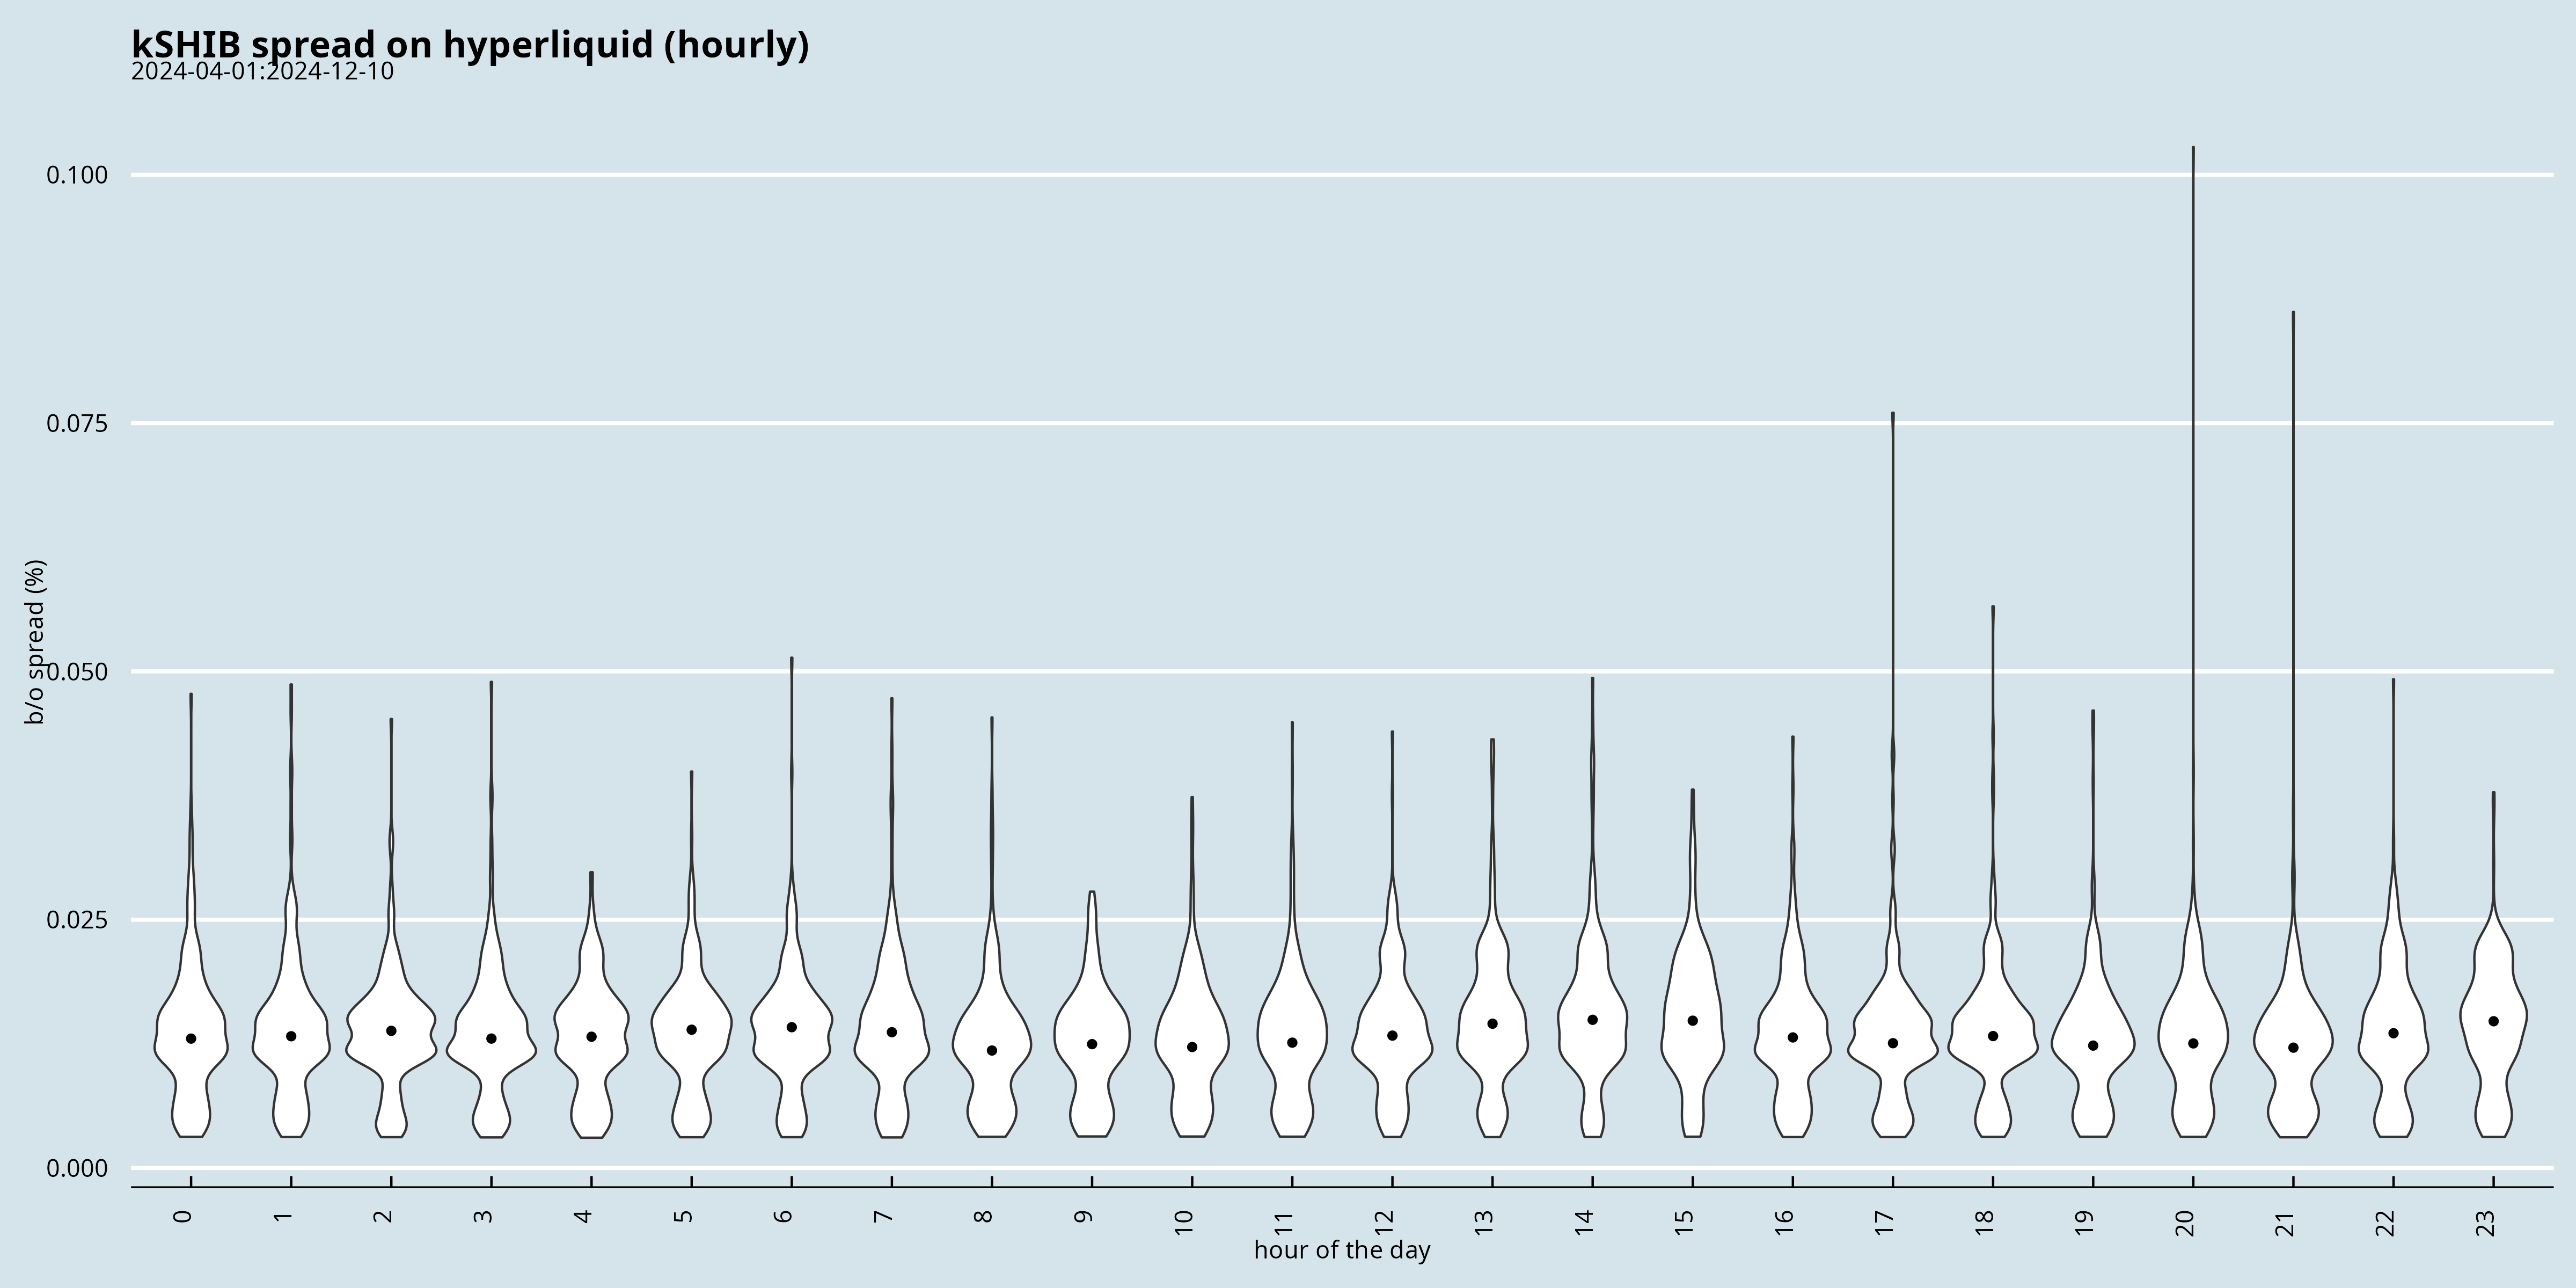 kSHIB spread on hyperliquid (hourly)
2024-04-01:2024-12-10
b/o spread (%)
0.100
0.075
0.050
0.025
0.000
0 1 2 3 4 5 6 7 8 9 10 11 12 13 14 15 16 17 18 19 20 21 22 23
hour of the day